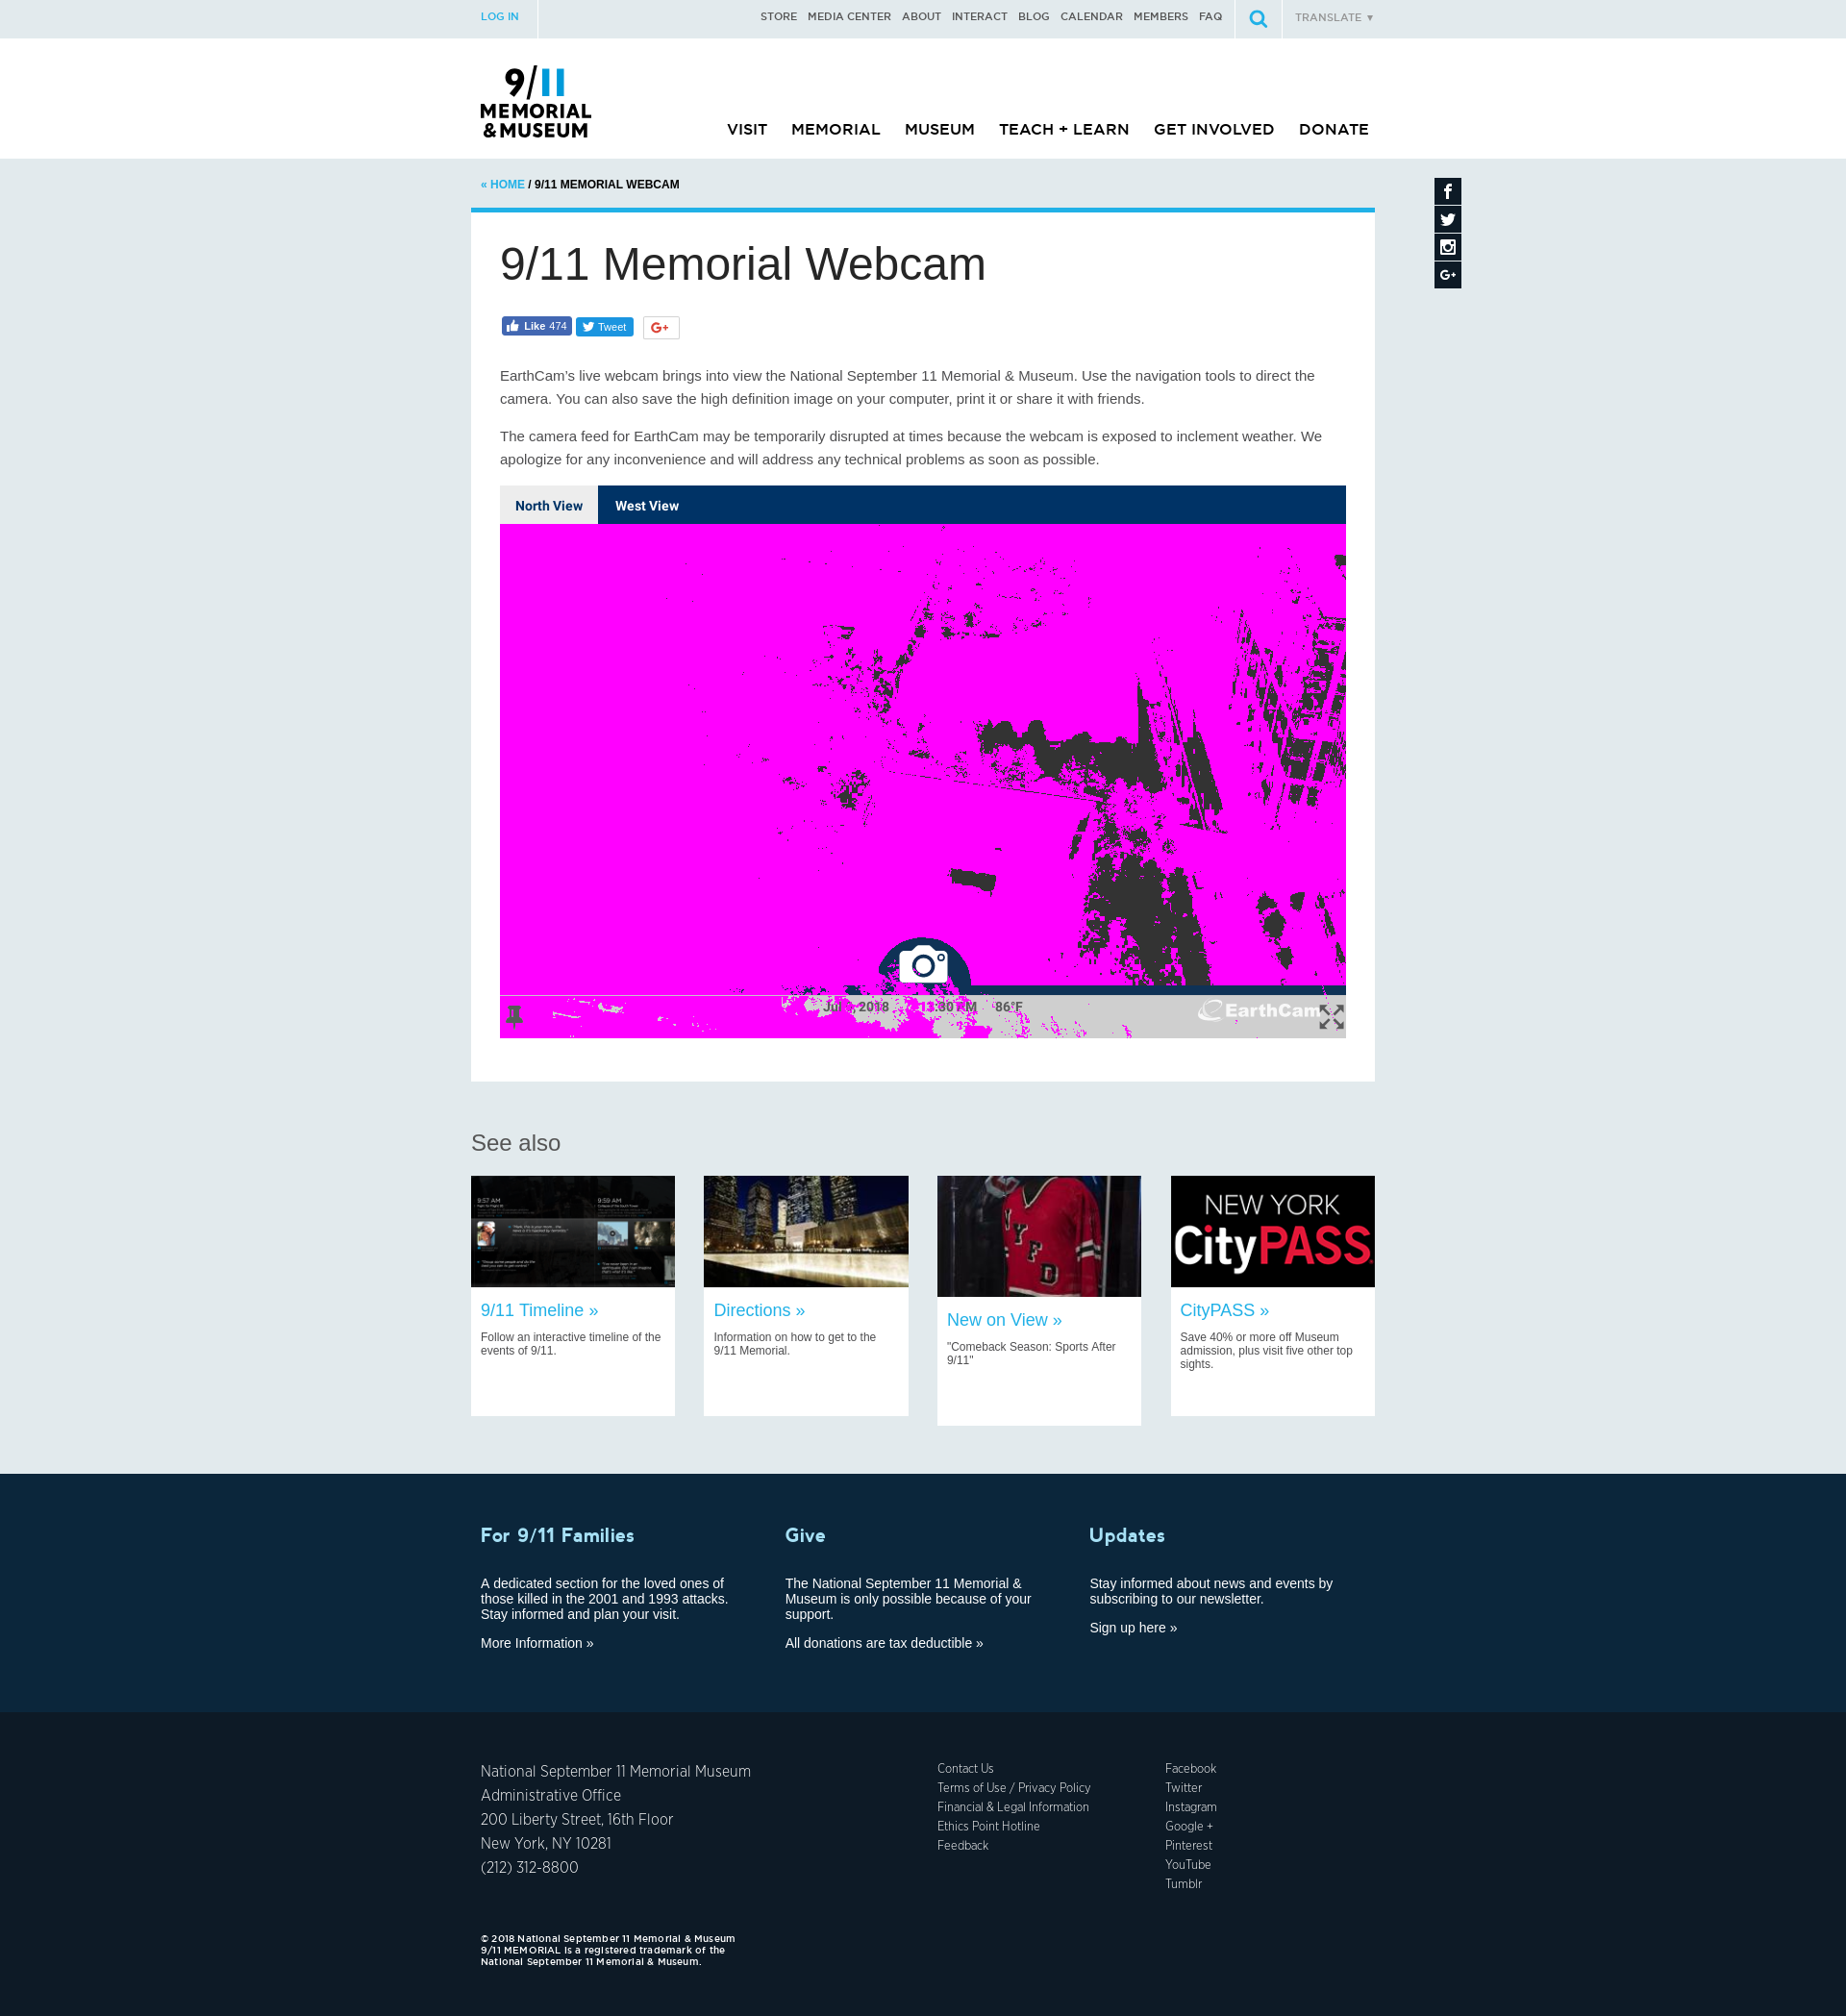 LOG IN
STORE MEDIA CENTER ABOUT INTERACT BLOG CALENDAR MEMBERS FAQ
TRANSLATE ▼
9/11
MEMORIAL
& MUSEUM
VISIT MEMORIAL MUSEUM TEACH + LEARN GET INVOLVED DONATE
« HOME / 9/11 MEMORIAL WEBCAM
9/11 Memorial Webcam
Like 474
Tweet
G+
EarthCam's live webcam brings into view the National September 11 Memorial & Museum. Use the navigation tools to direct the
camera. You can also save the high definition image on your computer, print it or share it with friends.
The camera feed for EarthCam may be temporarily disrupted at times because the webcam is exposed to inclement weather. We
apologize for any inconvenience and will address any technical problems as soon as possible.
North View West View
2018 86°F
EarthCam
See also
9:57 AM
9:59 AM
NYFD
NEW YORK
CityPASS
9/11 Timeline »
Follow an interactive timeline of the
events of 9/11.
Directions »
Information on how to get to the
9/11 Memorial.
New on View »
"Comeback Season: Sports After
9/11"
CityPASS »
Save 40% or more off Museum
admission, plus visit five other top
sights.
For 9/11 Families
A dedicated section for the loved ones of
those killed in the 2001 and 1993 attacks.
Stay informed and plan your visit.
More Information »
Give
The National September 11 Memorial &
Museum is only possible because of your
support.
All donations are tax deductible »
Updates
Stay informed about news and events by
subscribing to our newsletter.
Sign up here »
National September 11 Memorial Museum
Administrative Office
200 Liberty Street, 16th Floor
New York, NY 10281
(212) 312-8800
Contact Us
Terms of Use / Privacy Policy
Financial & Legal Information
Ethics Point Hotline
Feedback
Facebook
Twitter
Instagram
Google +
Pinterest
YouTube
Tumblr
© 2018 National September 11 Memorial & Museum
9/11 MEMORIAL is a registered trademark of the
National September 11 Memorial & Museum.